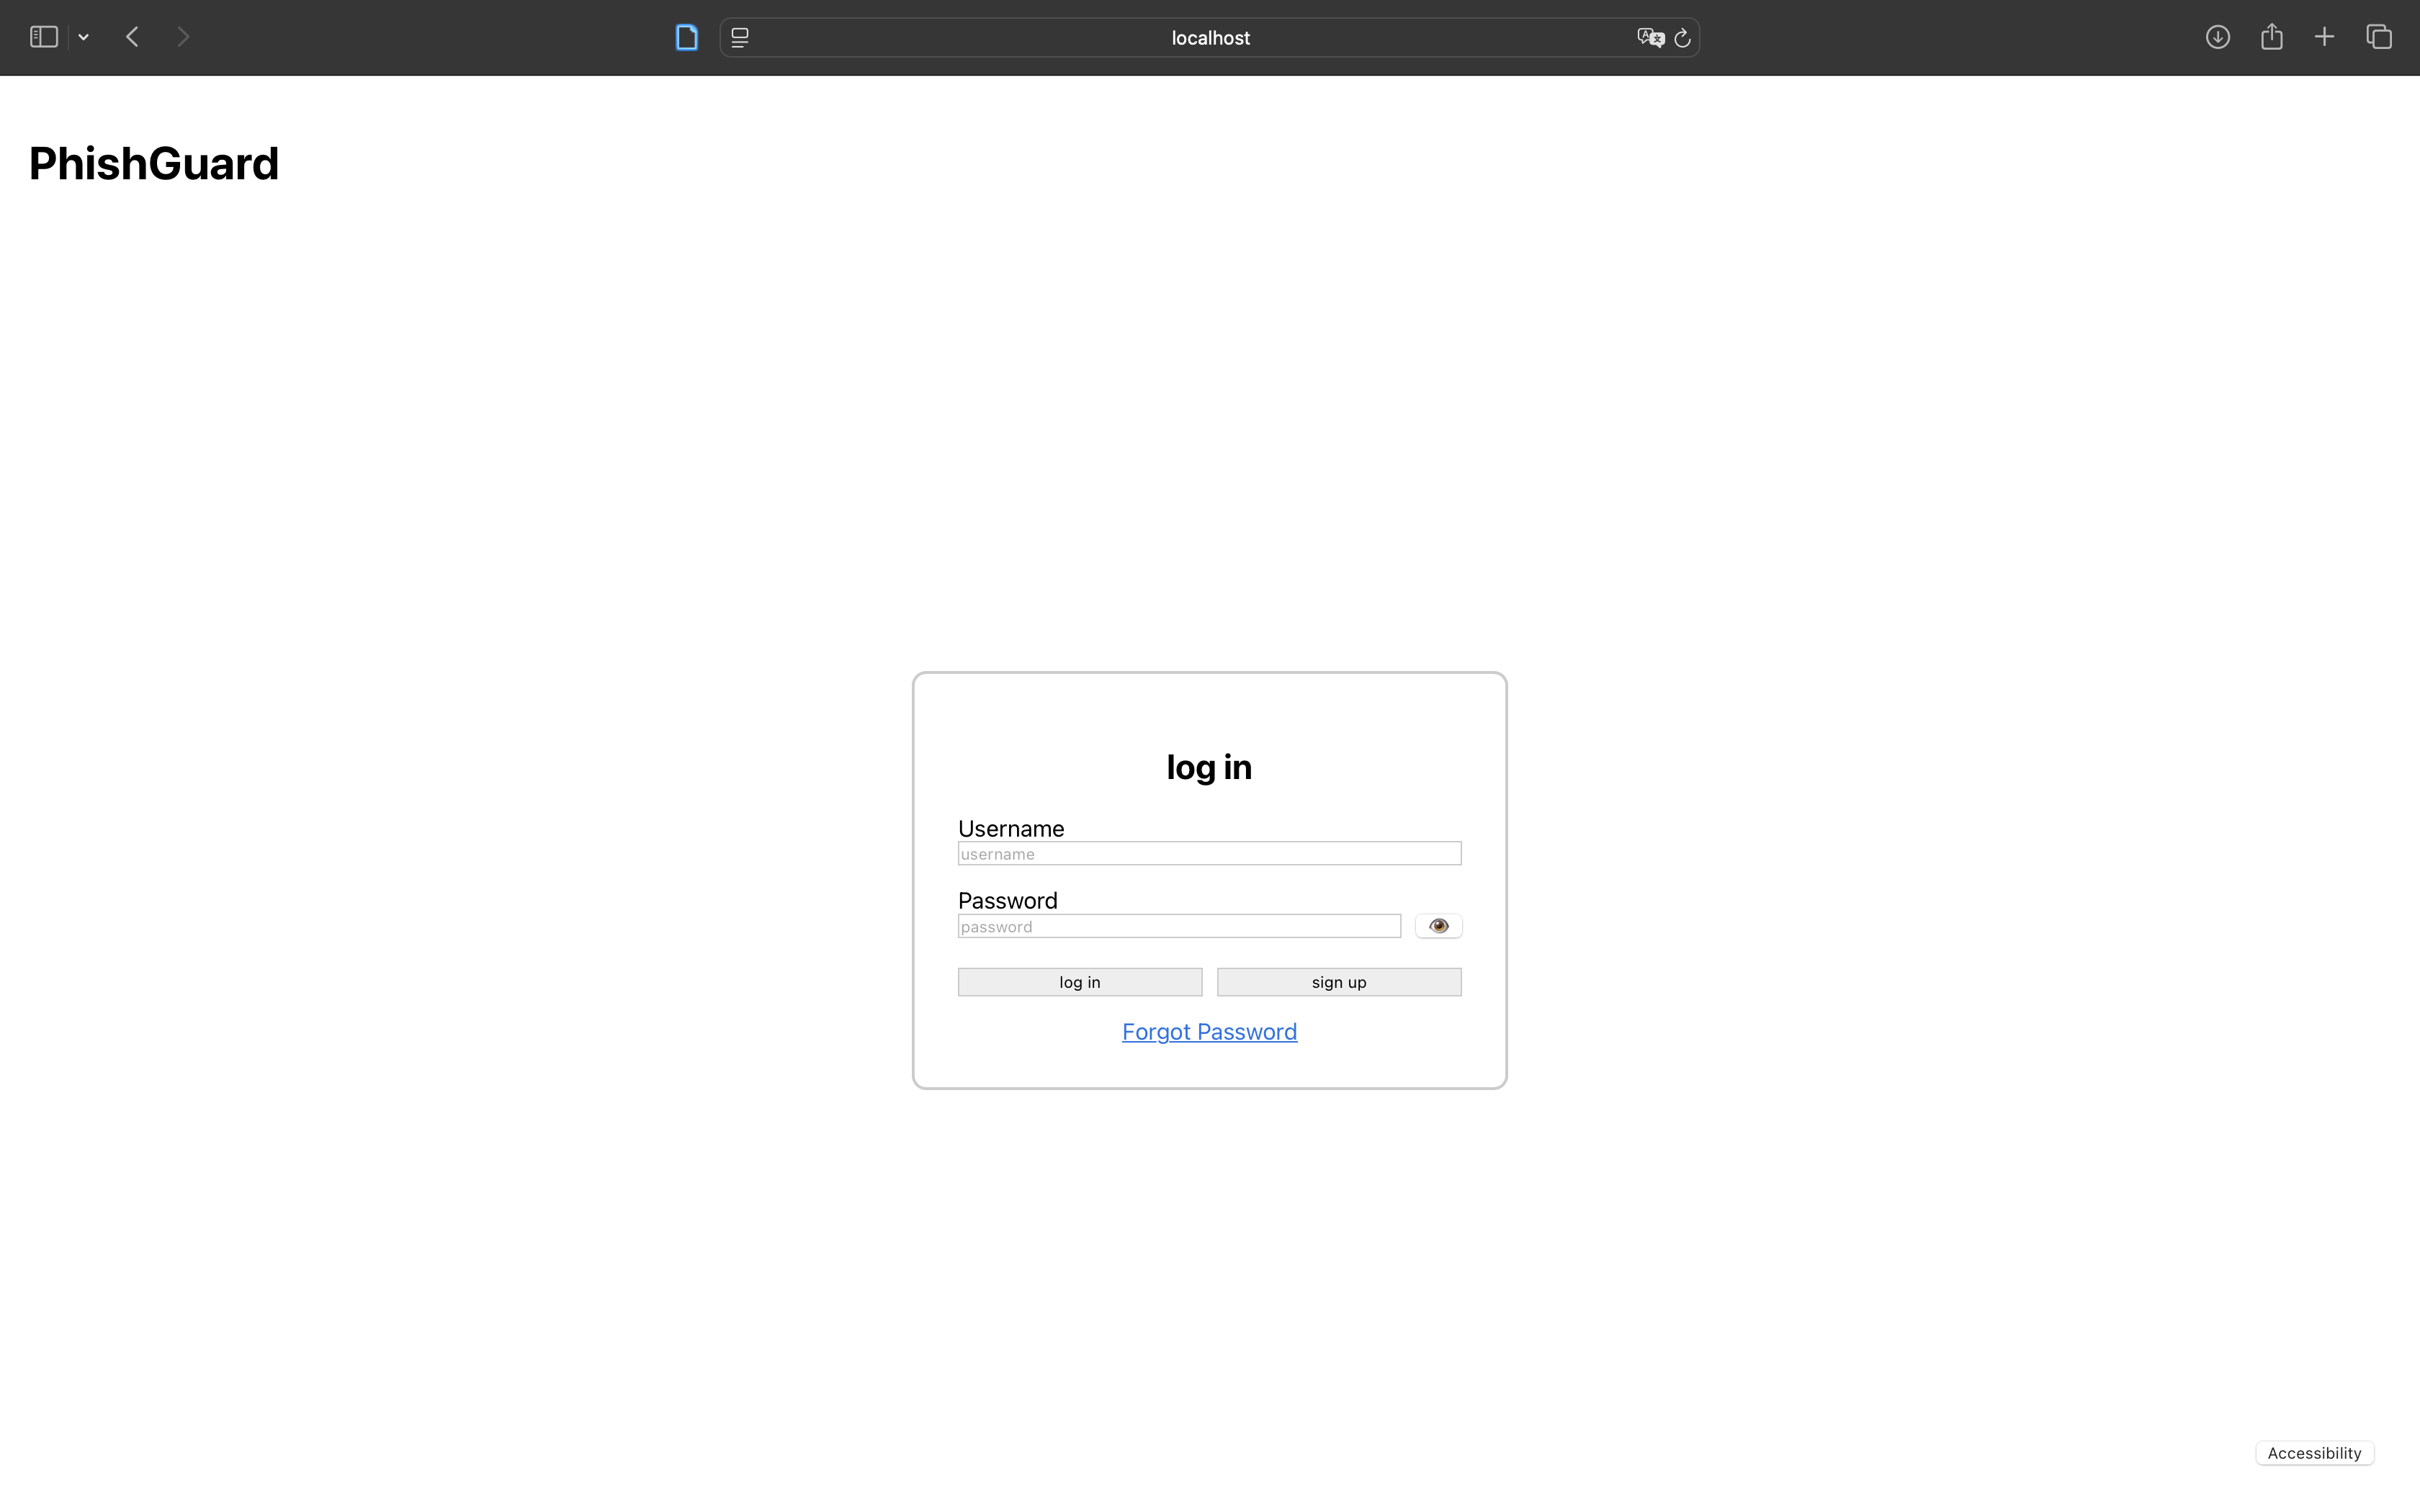 localhost
PhishGuard
log in
Username
username
Password
password
log in
sign up
Forgot Password
Accessibility